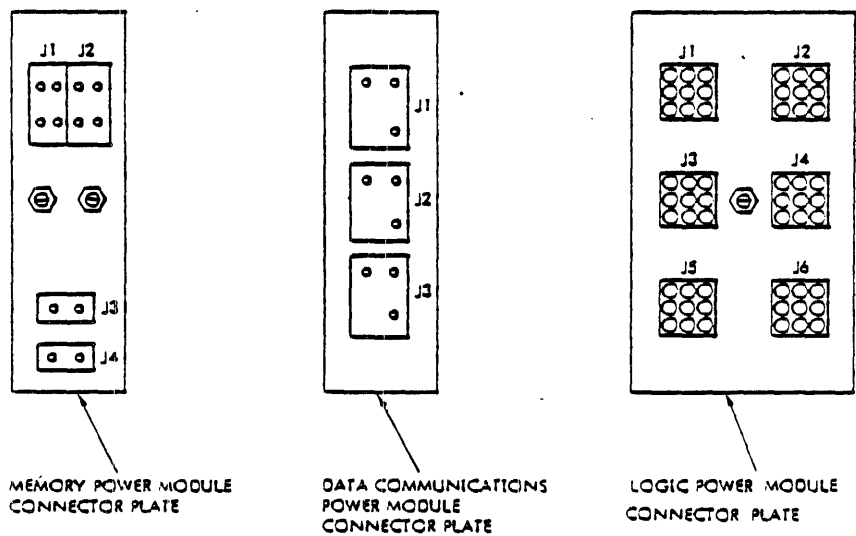 J1 J2
J3
J4
MEMORY POWER MODULE
CONNECTOR PLATE
J1
J2
J3
DATA COMMUNICATIONS
POWER MODULE
CONNECTOR PLATE
J1 J2
J3 J4
J5 J6
LOGIC POWER MODULE
CONNECTOR PLATE